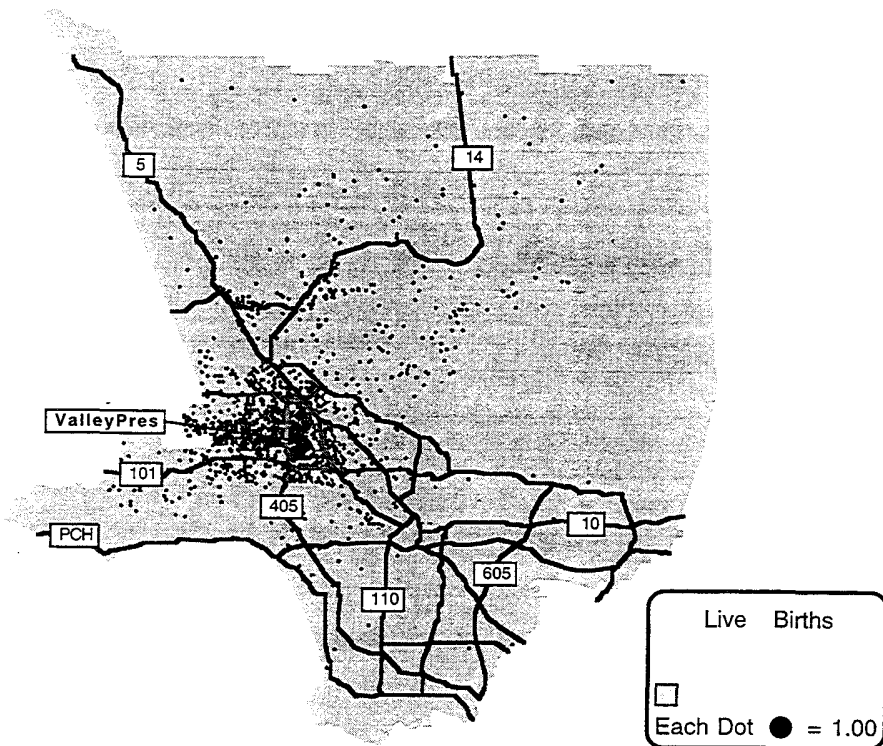 14
5
ValleyPres
101
405
PCH
10
605
110
Live Births
Each Dot ● = 1.00